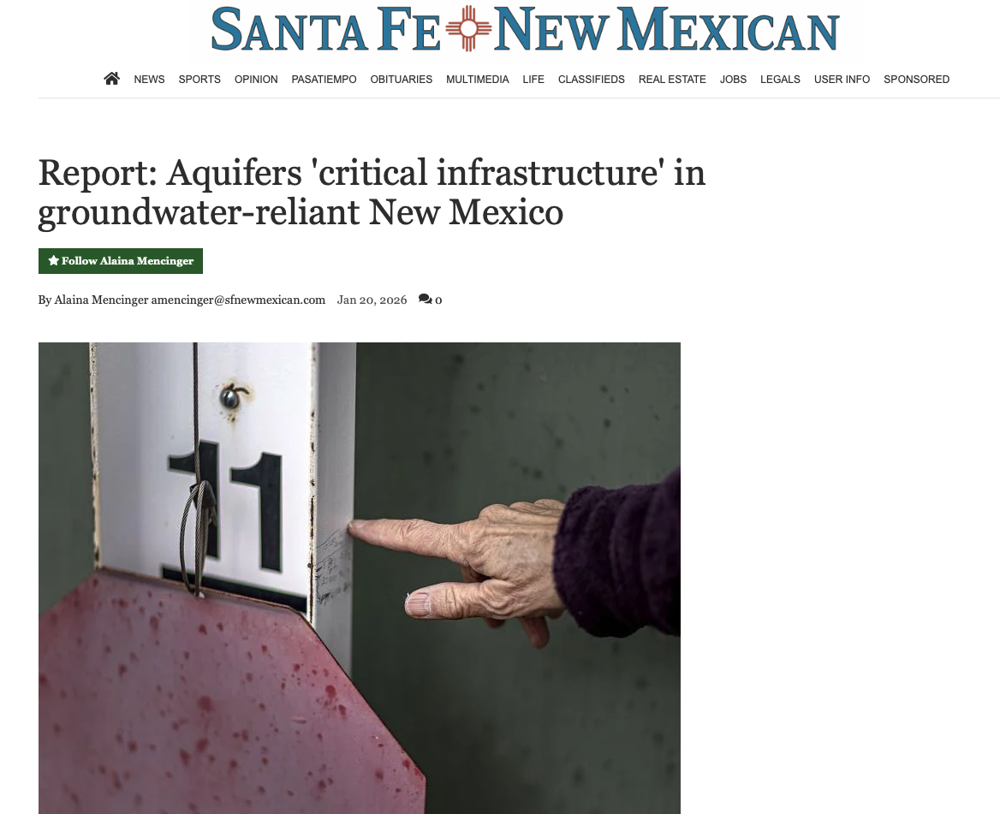 SANTA FE NEW MEXICAN
NEWS SPORTS OPINION PASATIEMPO OBITUARIES MULTIMEDIA LIFE CLASSIFIEDS REAL ESTATE JOBS LEGALS USER INFO SPONSORED
Report: Aquifers 'critical infrastructure' in
groundwater-reliant New Mexico
Follow Alaina Mencinger
By Alaina Mencinger amencinger@sfnewmexican.com Jan 20, 2026 0
11